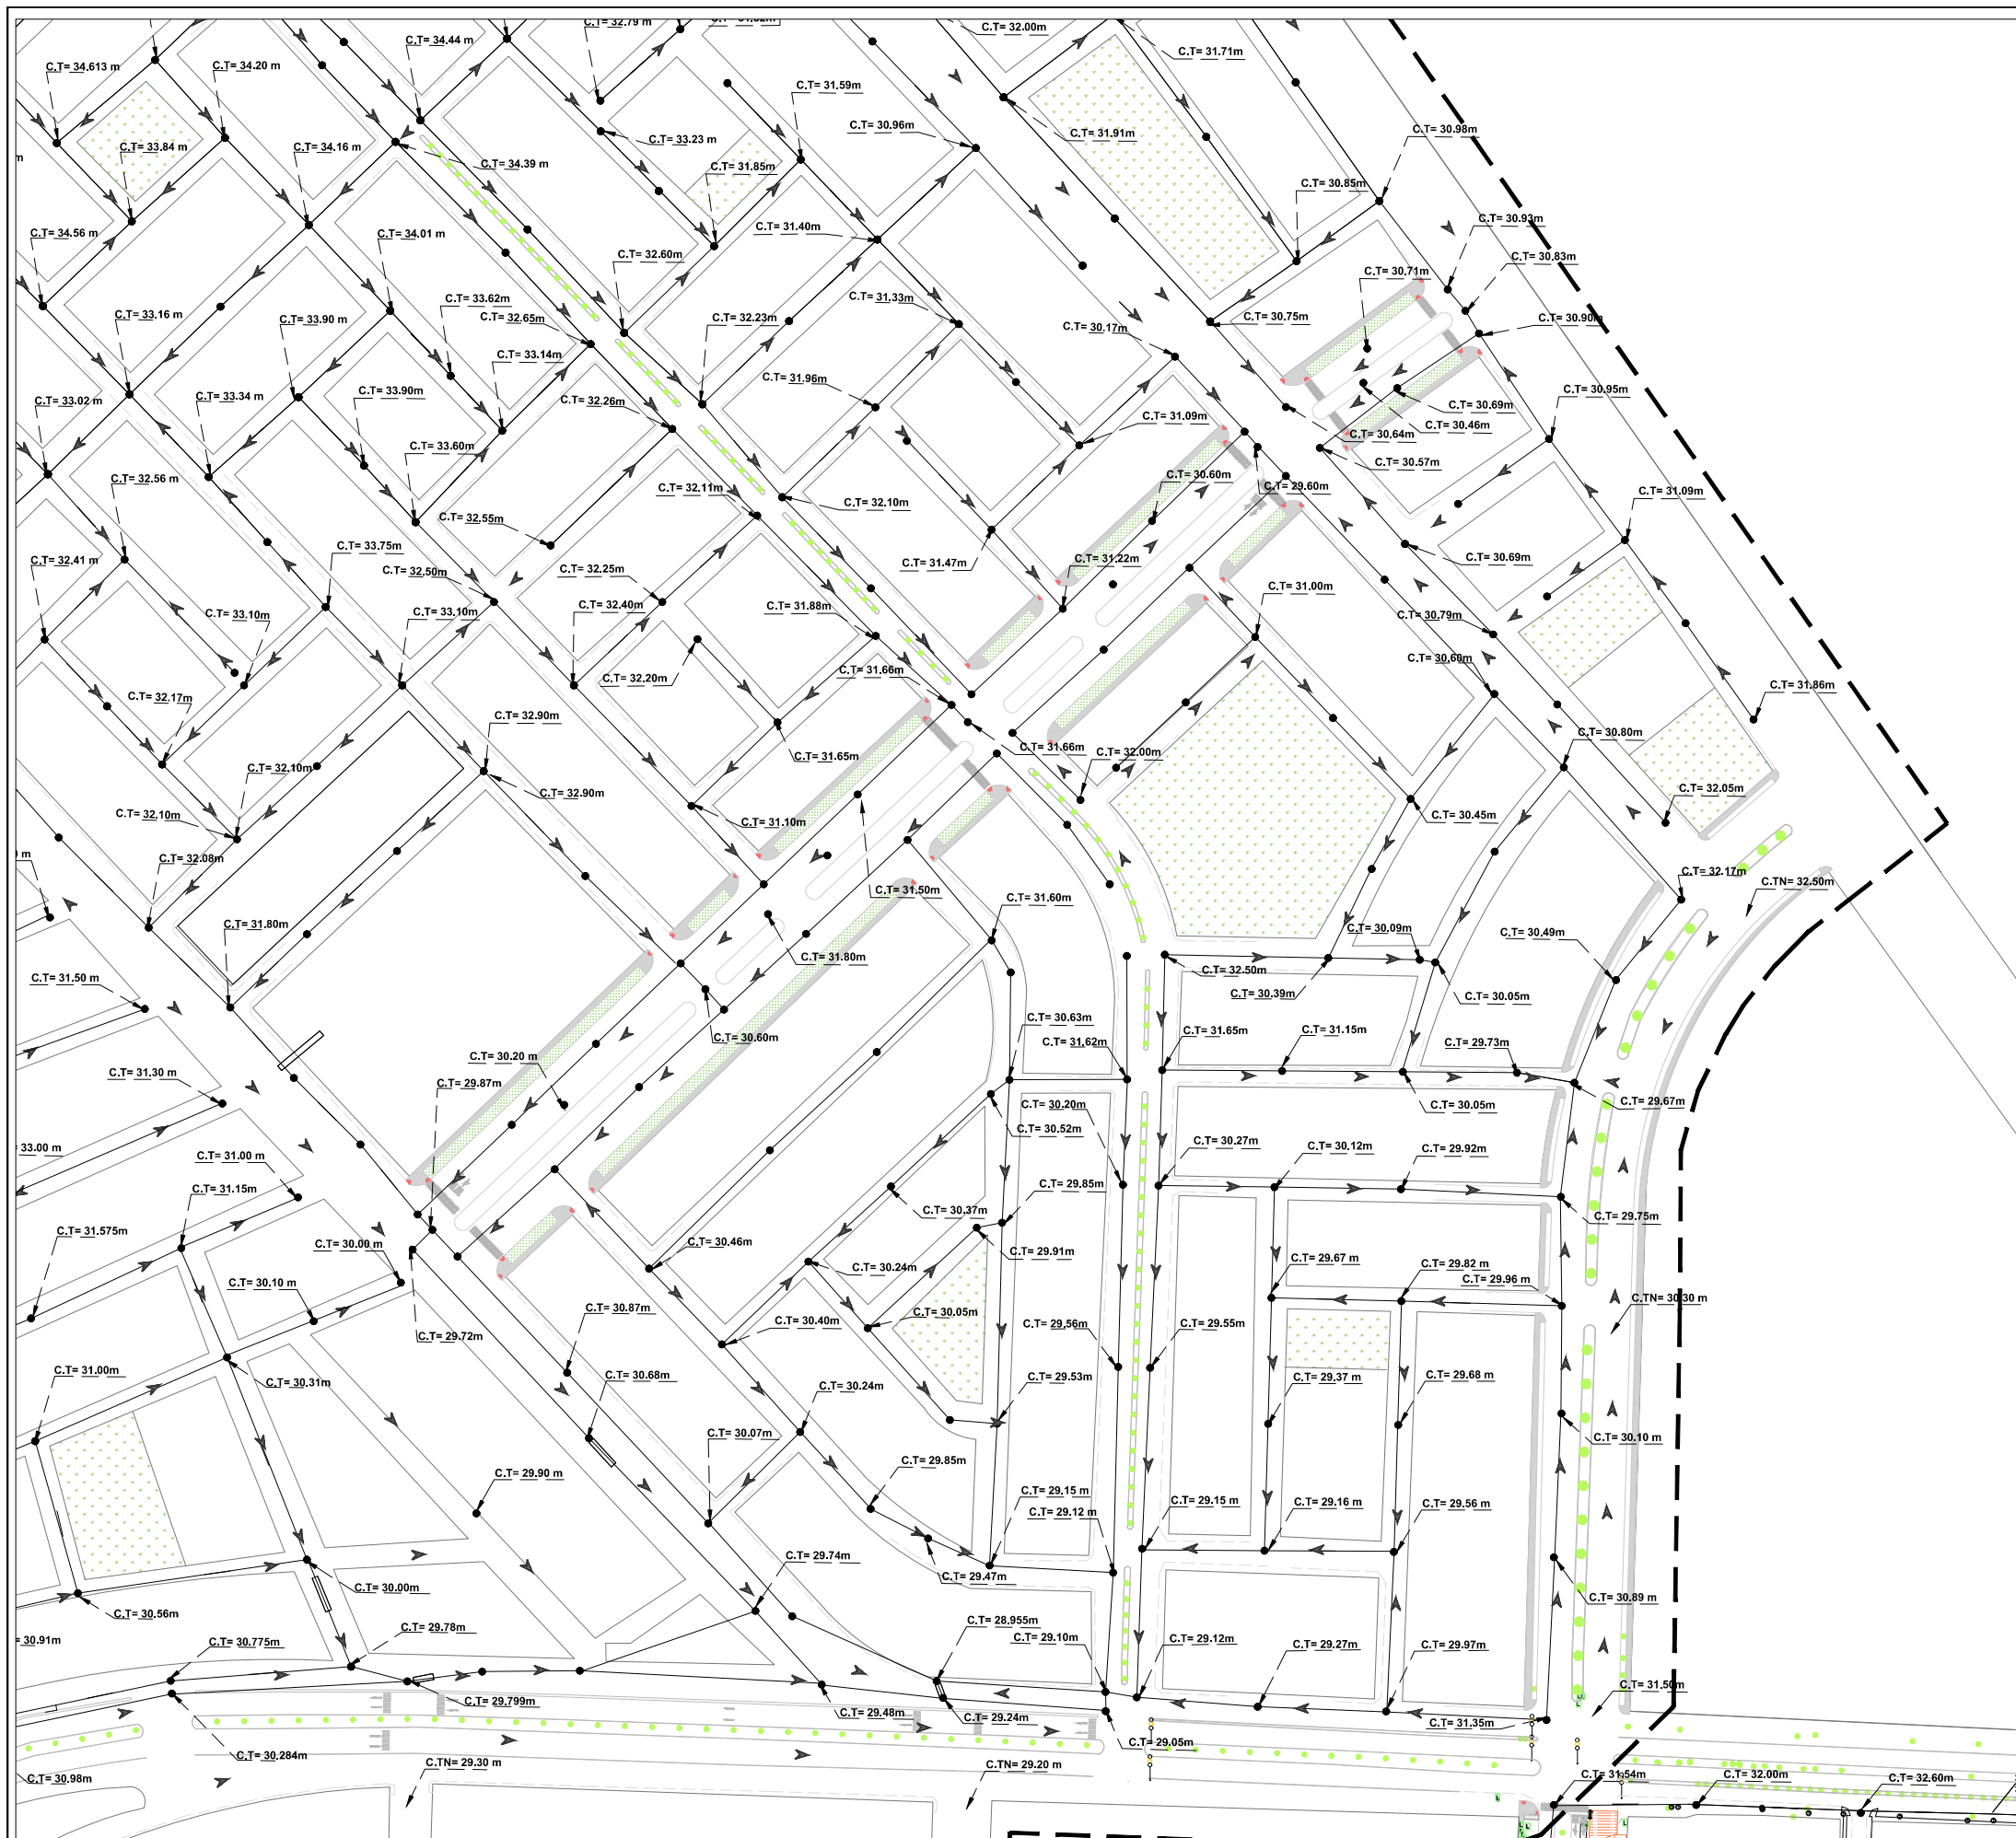 C.T= 32.79 m
C.T= 32.00m
C.T= 34.44 m
C.T= 31.71m
C.T= 34.613 m
C.T= 34.20 m
C.T= 31.59m
C.T= 30.96m
C.T= 30.98m
C.T= 31.91m
C.T= 33.23 m
C.T= 33.84 m
C.T= 34.16 m
m
C.T= 34.39 m
C.T= 31.85m
C.T= 30.85m
C.T= 30.93m
C.T= 34.01 m
C.T= 31.40m
C.T= 34.56 m
C.T= 32.60m
C.T= 30.83m
C.T= 30.71m
C.T= 33.62m
C.T= 31.33m
C.T= 33.16 m
C.T= 33.90 m
C.T= 32.65m
C.T= 32.23m
C.T= 30.17m
C.T= 30.75m
C.T= 30.90m
C.T= 33.14m
C.T= 31.96m
C.T= 30.95m
C.T= 33.90m
C.T= 33.02 m
C.T= 33.34 m
C.T= 32.26m
C.T= 31.09m
C.T= 30.69m
C.T= 30.46m
C.T= 30.64m
C.T= 33.60m
C.T= 30.57m
C.T= 32.56 m
C.T= 32.11m
C.T= 30.60m
C.T= 29.60m
C.T= 31.09m
C.T= 32.10m
C.T= 32.55m
C.T= 33.75m
C.T= 32.41 m
C.T= 32.50m
C.T= 32.25m
C.T= 31.47m
C.T= 31.22m
C.T= 30.69m
C.T= 33.10m
C.T= 33.10m
C.T= 32.40m
C.T= 31.88m
C.T= 31.00m
C.T= 30.79m
C.T= 30.60m
C.T= 31.66m
C.T= 32.20m
C.T= 31.86m
C.T= 32.17m
C.T= 32.90m
C.T= 30.80m
C.T= 31.66m
C.T= 32.00m
C.T= 31.65m
C.T= 32.10m
C.T= 32.90m
C.T= 32.05m
C.T= 32.10m
C.T= 31.10m
C.T= 30.45m
C.T= 32.08m
C.T= 32.17m
C.TN= 32.50m
C.T= 31.50m
C.T= 31.60m
C.T= 31.80m
C.T= 30.09m
C.T= 30.49m
C.T= 31.80m
C.T= 32.50m
C.T= 31.50 m
C.T= 30.39m
C.T= 30.05m
C.T= 30.63m
C.T= 31.65m
C.T= 31.15m
C.T= 30.60m
C.T= 31.62m
C.T= 29.73m
C.T= 30.20 m
C.T= 31.30 m
C.T= 29.87m
C.T= 30.20m
C.T= 30.05m
C.T= 29.67m
C.T= 30.52m
C.T= 30.27m
C.T= 30.12m
C.T= 29.92m
33.00 m
C.T= 31.00 m
C.T= 31.15m
C.T= 29.85m
C.T= 30.37m
C.T= 29.75m
C.T= 31.575m
C.T= 30.00 m
C.T= 30.46m
C.T= 29.91m
C.T= 30.24m
C.T= 29.67 m
C.T= 29.82 m
C.T= 29.96 m
C.T= 30.10 m
C.TN= 30.30 m
C.T= 30.87m
C.T= 30.05m
C.T= 30.40m
C.T= 29.72m
C.T= 29.56m
C.T= 29.55m
C.T= 31.00m
C.T= 30.31m
C.T= 30.68m
C.T= 29.53m
C.T= 29.37 m
C.T= 29.68 m
C.T= 30.24m
C.T= 30.07m
C.T= 30.10 m
C.T= 29.85m
C.T= 29.90 m
C.T= 29.15 m
C.T= 29.12 m
C.T= 29.15 m
C.T= 29.16 m
C.T= 29.56 m
C.T= 29.74m
C.T= 29.47m
C.T= 30.00m
C.T= 30.89 m
C.T= 30.56m
C.T= 28.955m
C.T= 29.78m
C.T= 29.10m
C.T= 29.12m
C.T= 29.27m
C.T= 29.97m
30.91m
C.T= 30.775m
C.T= 31.50m
C.T= 29.799m
C.T= 29.48m
C.T= 29.24m
C.T= 31.35m
C.T= 29.05m
C.T= 30.284m
C.TN= 29.30 m
C.TN= 29.20 m
C.T= 30.98m
C.T= 31.54m
C.T= 32.00m
C.T= 32.60m